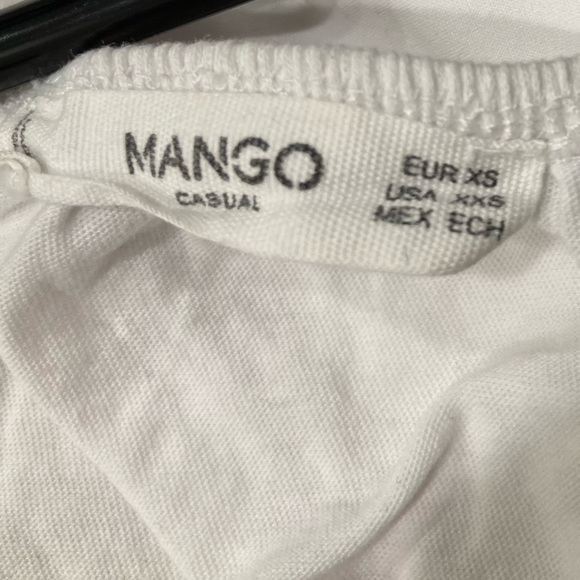 MANGO
CASUAL
EUR XS
USA XXS
MEX ECH